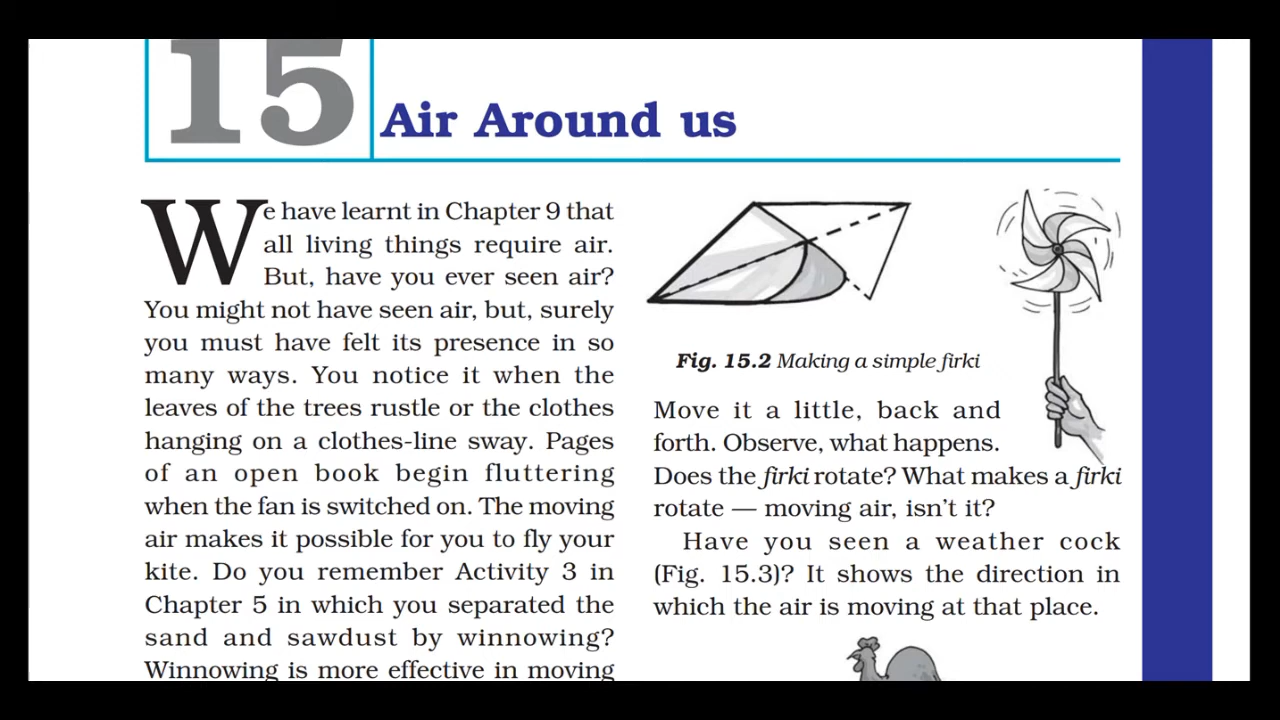 15
Air Around us
We have learnt in Chapter 9 that
all living things require air.
But, have you ever seen air?
You might not have seen air, but, surely
you must have felt its presence in so
many ways. You notice it when the
leaves of the trees rustle or the clothes
hanging on a clothes-line sway. Pages
of an open book begin fluttering
when the fan is switched on. The moving
air makes it possible for you to fly your
kite. Do you remember Activity 3 in
Chapter 5 in which you separated the
sand and sawdust by winnowing?
Winnowing is more effective in moving
Fig. 15.2 Making a simple firki
Move it a little, back and
forth. Observe, what happens.
Does the firki rotate? What makes a firki
rotate — moving air, isn't it?
Have you seen a weather cock
(Fig. 15.3)? It shows the direction in
which the air is moving at that place.